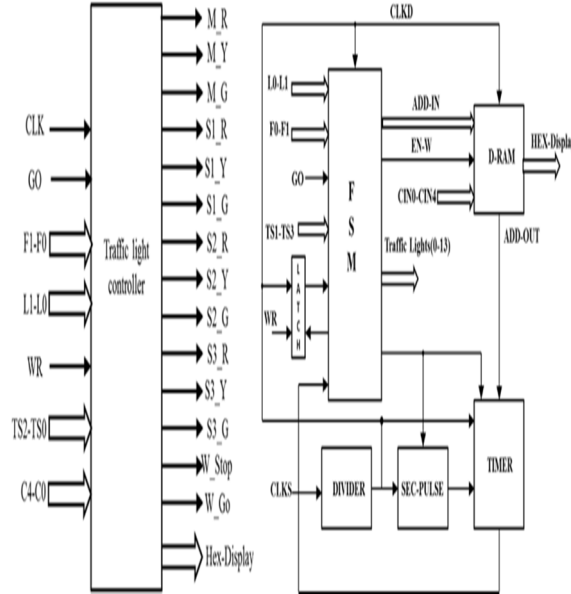 CLK
GO
F1-F0
L1-L0
WR
TS2-TS0
C4-C0
Traffic light
controller
M_R
M_Y
M_G
S1_R
S1_Y
S1_G
S2_R
S2_Y
S2_G
S3_R
S3_Y
S3_G
W_Stop
W_Go
Hex-Display
CLKD
L0-L1
F0-F1
GO
TS1-TS3
WR
LATCH
FSM
ADD-IN
EN-W
CIN0-CIN4
D-RAM
HEX-Displa
ADD-OUT
Traffic Lights(0-13)
CLKS
DIVIDER
SEC-PULSE
TIMER